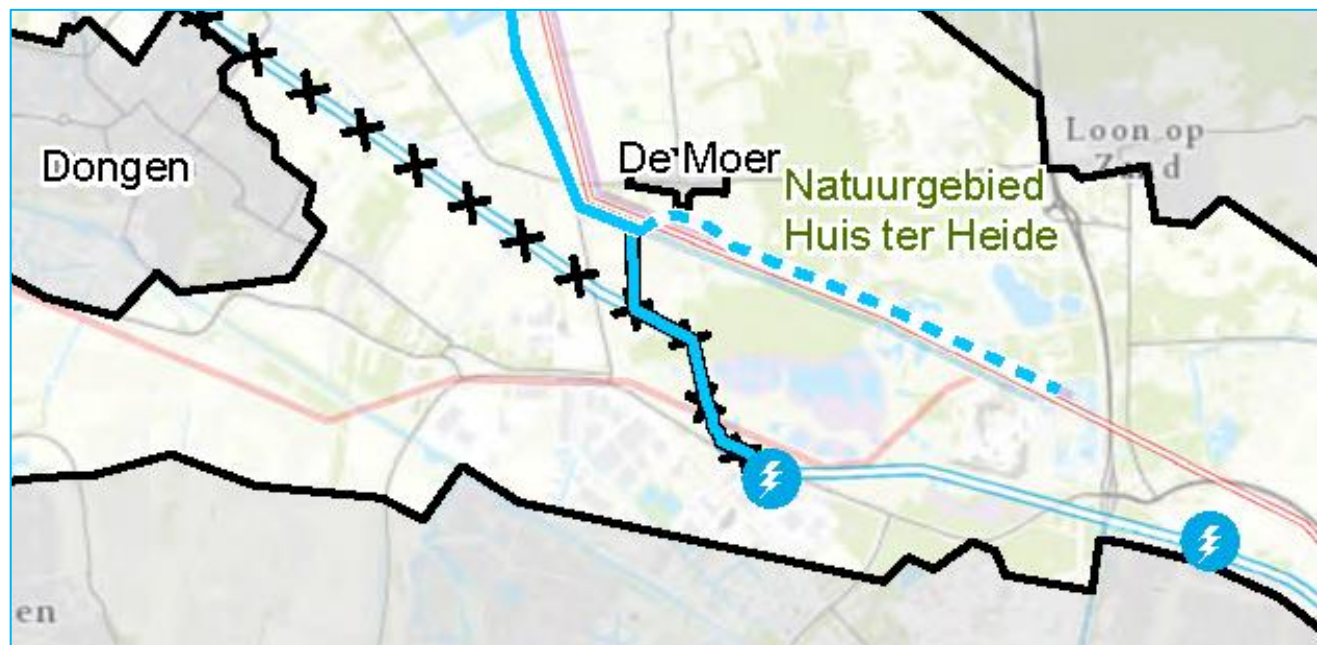 Loon op
Zand
De Moer
Dongen
Natuurgebied
Huis ter Heide
en